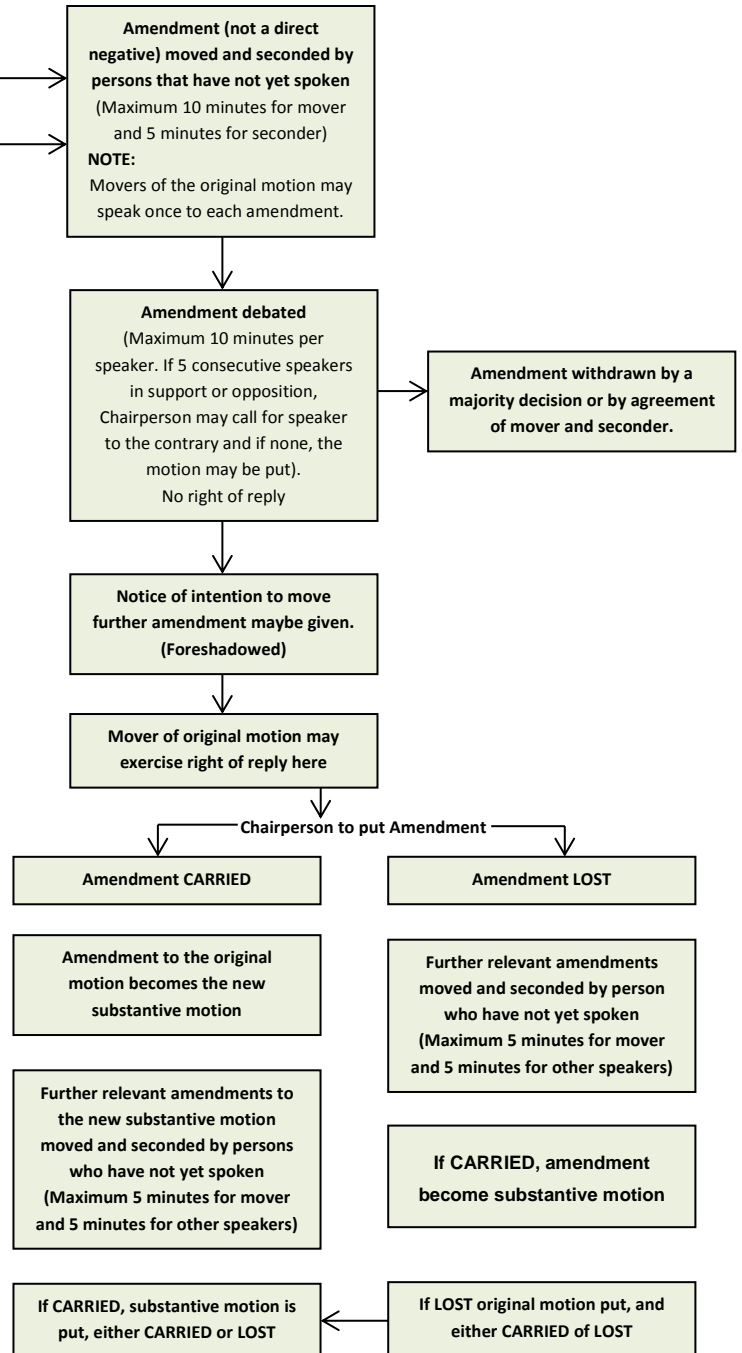 Amendment (not a direct
negative) moved and seconded by
persons that have not yet spoken
(Maximum 10 minutes for mover
and 5 minutes for seconder)
NOTE:
Movers of the original motion may
speak once to each amendment.
Amendment debated
(Maximum 10 minutes per
speaker. If 5 consecutive speakers
in support or opposition,
Chairperson may call for speaker
to the contrary and if none, the
motion may be put).
No right of reply
Amendment withdrawn by a
majority decision or by agreement
of mover and seconder.
Notice of intention to move
further amendment maybe given.
(Foreshadowed)
Mover of original motion may
exercise right of reply here
Chairperson to put Amendment
Amendment CARRIED
Amendment to the original
motion becomes the new
substantive motion
Further relevant amendments to
the new substantive motion
moved and seconded by persons
who have not yet spoken
(Maximum 5 minutes for mover
and 5 minutes for other speakers)
If CARRIED, substantive motion is
put, either CARRIED or LOST
Amendment LOST
Further relevant amendments
moved and seconded by person
who have not yet spoken
(Maximum 5 minutes for mover
and 5 minutes for other speakers)
If CARRIED, amendment
become substantive motion
If LOST original motion put, and
either CARRIED of LOST